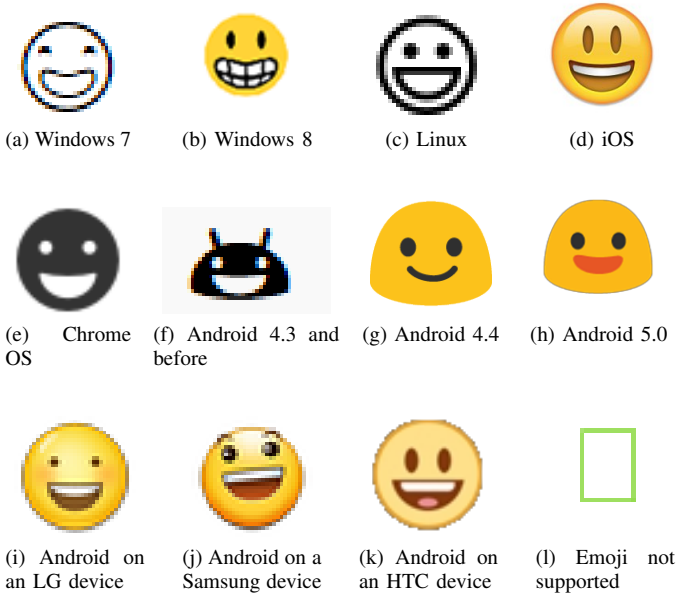 (a) Windows 7
(b) Windows 8
(c) Linux
(d) iOS
(e) Chrome
OS
(f) Android 4.3 and
before
(g) Android 4.4
(h) Android 5.0
(i) Android on
an LG device
(j) Android on a
Samsung device
(k) Android on
an HTC device
(l) Emoji not
supported